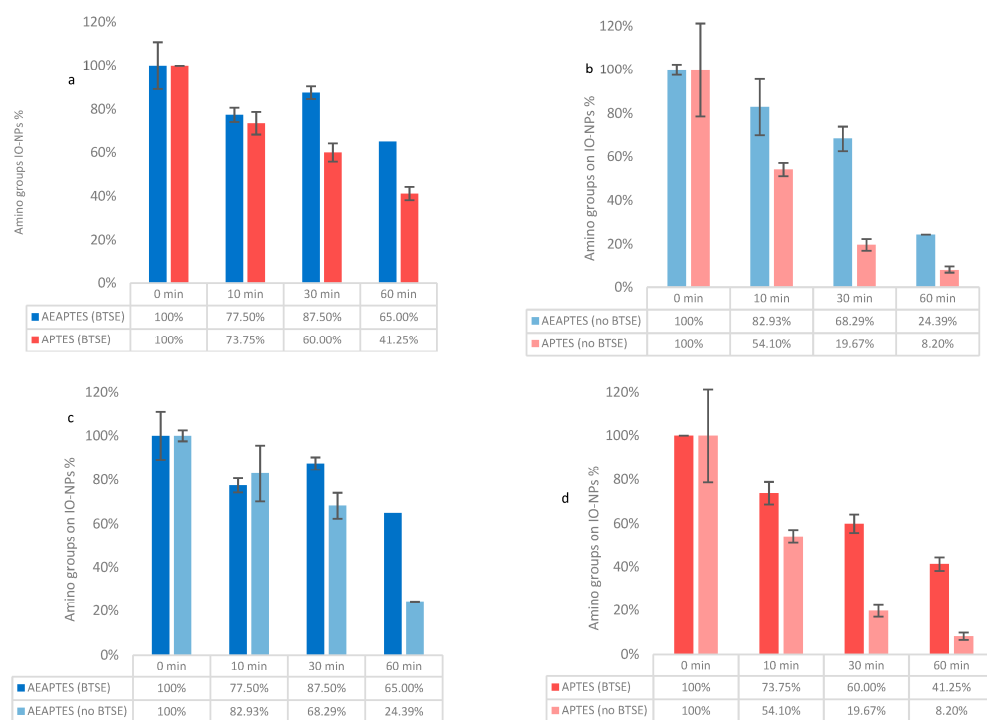 120%
100%
80%
60%
40%
20%
0%
a
Amino groups IO-NPs %
0 min 10 min 30 min 60 min
AEAPTES (BTSE) 100% 77.50% 87.50% 65.00%
APTES (BTSE) 100% 73.75% 60.00% 41.25%
120%
100%
80%
60%
40%
20%
0%
b
Amino groups on IO-NPs %
0 min 10 min 30 min 60 min
AEAPTES (no BTSE) 100% 82.93% 68.29% 24.39%
APTES (no BTSE) 100% 54.10% 19.67% 8.20%
120%
100%
80%
60%
40%
20%
0%
c
Amino groups on IO-NPs %
0 min 10 min 30 min 60 min
AEAPTES (BTSE) 100% 77.50% 87.50% 65.00%
AEAPTES (no BTSE) 100% 82.93% 68.29% 24.39%
120%
100%
80%
60%
40%
20%
0%
d
Amino groups on IO-NPs %
0 min 10 min 30 min 60 min
APTES (BTSE) 100% 73.75% 60.00% 41.25%
APTES (no BTSE) 100% 54.10% 19.67% 8.20%